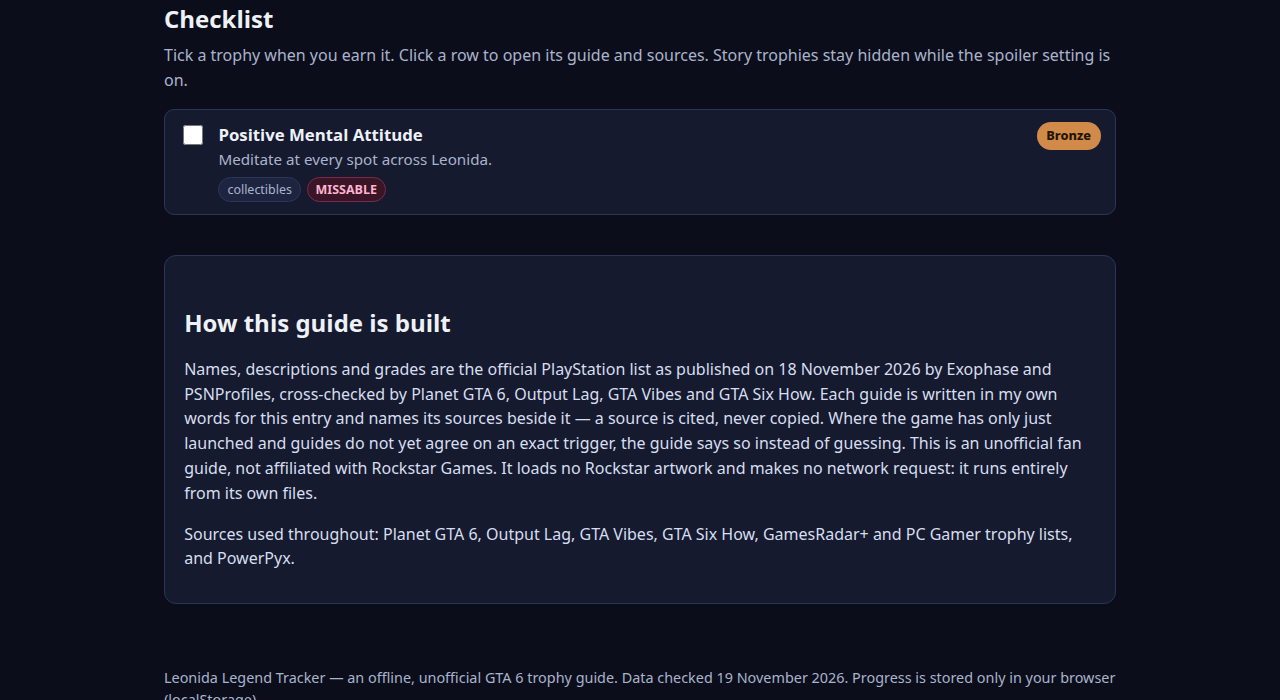 Checklist
Tick a trophy when you earn it. Click a row to open its guide and sources. Story trophies stay hidden while the spoiler setting is
on.
Positive Mental Attitude
Bronze
Meditate at every spot across Leonida.
collectibles MISSABLE
How this guide is built
Names, descriptions and grades are the official PlayStation list as published on 18 November 2026 by Exophase and
PSNProfiles, cross-checked by Planet GTA 6, Output Lag, GTA Vibes and GTA Six How. Each guide is written in my own
words for this entry and names its sources beside it — a source is cited, never copied. Where the game has only just
launched and guides do not yet agree on an exact trigger, the guide says so instead of guessing. This is an unofficial fan
guide, not affiliated with Rockstar Games. It loads no Rockstar artwork and makes no network request: it runs entirely
from its own files.
Sources used throughout: Planet GTA 6, Output Lag, GTA Vibes, GTA Six How, GamesRadar+ and PC Gamer trophy lists,
and PowerPyx.
Leonida Legend Tracker — an offline, unofficial GTA 6 trophy guide. Data checked 19 November 2026. Progress is stored only in your browser
(localStorage)